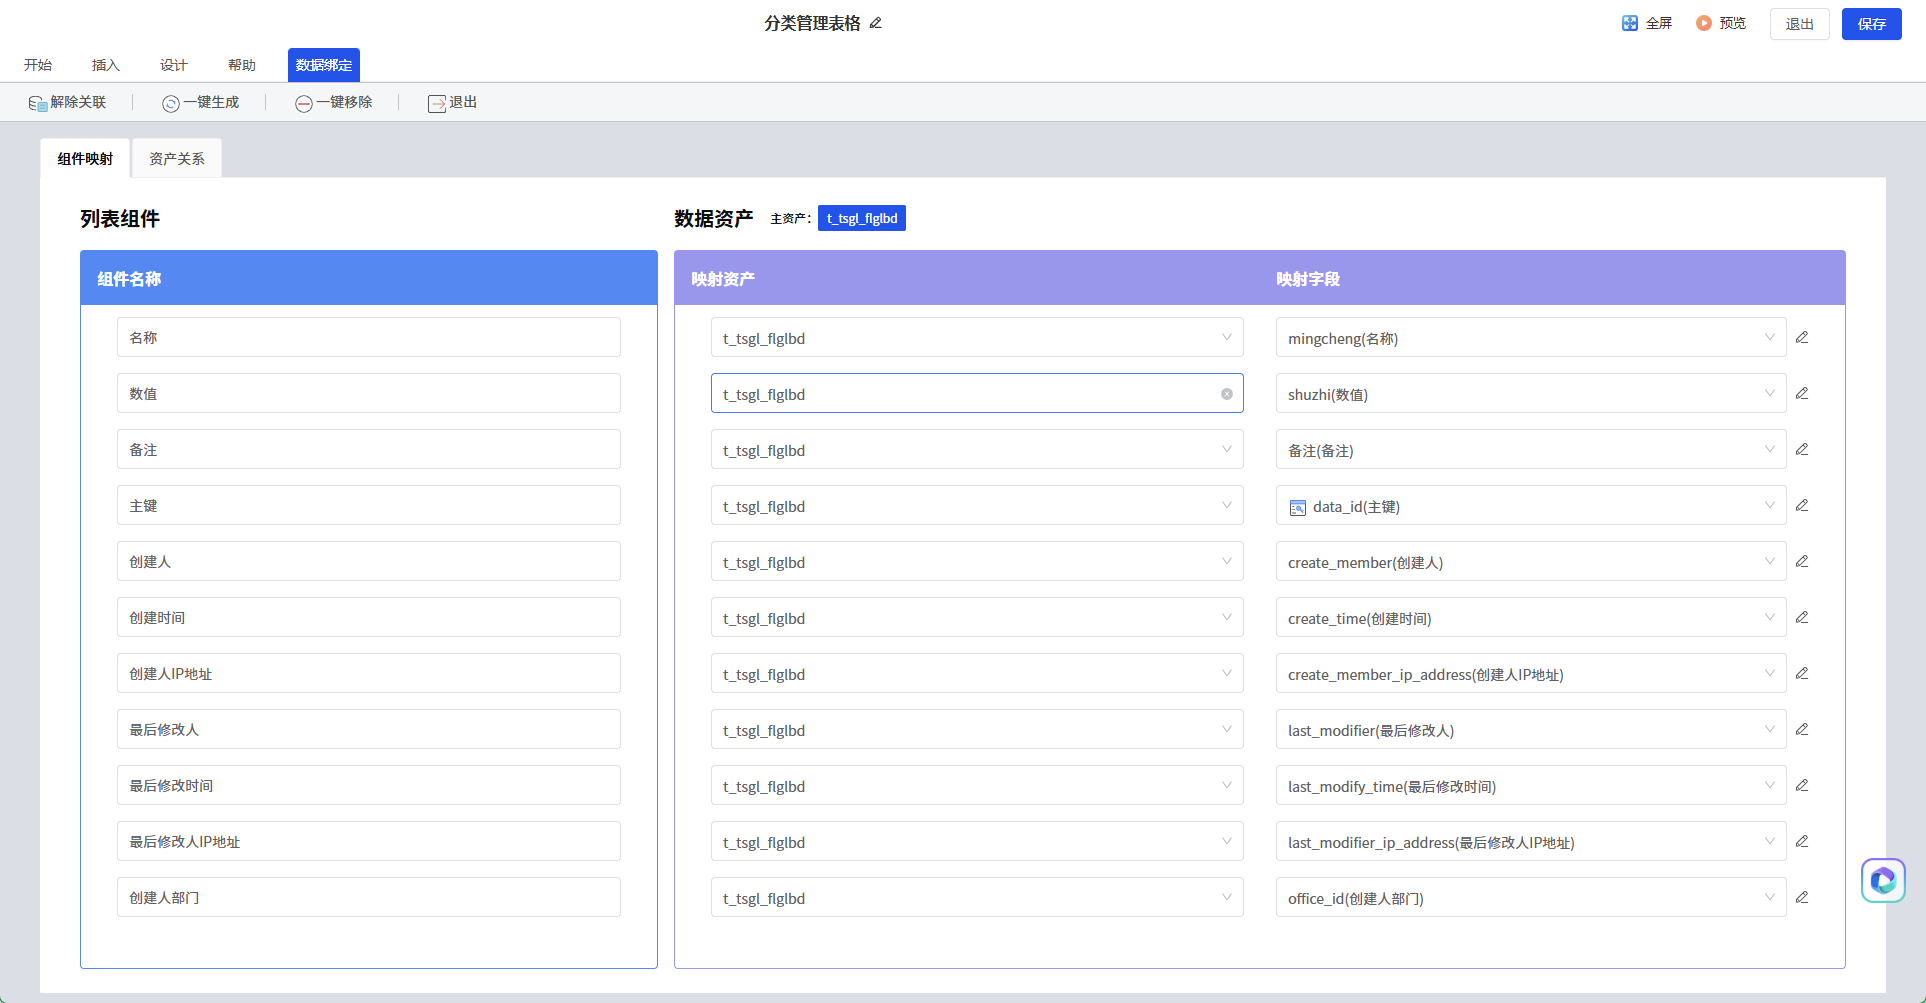 分类管理表格
全屏
预览
退出
保存
开始 插入 设计 帮助 数据绑定
解除关联 一键生成 一键移除 退出
组件映射 资产关系
列表组件
数据资产 主资产: t_tsgl_flglbd
组件名称 映射资产 映射字段
名称 t_tsgl_flglbd mingcheng(名称)
数值 t_tsgl_flglbd shuzhi(数值)
备注 t_tsgl_flglbd 备注(备注)
主键 t_tsgl_flglbd data_id(主键)
创建人 t_tsgl_flglbd create_member(创建人)
创建时间 t_tsgl_flglbd create_time(创建时间)
创建人IP地址 t_tsgl_flglbd create_member_ip_address(创建人IP地址)
最后修改人 t_tsgl_flglbd last_modifier(最后修改人)
最后修改时间 t_tsgl_flglbd last_modify_time(最后修改时间)
最后修改人IP地址 t_tsgl_flglbd last_modifier_ip_address(最后修改人IP地址)
创建人部门 t_tsgl_flglbd office_id(创建人部门)